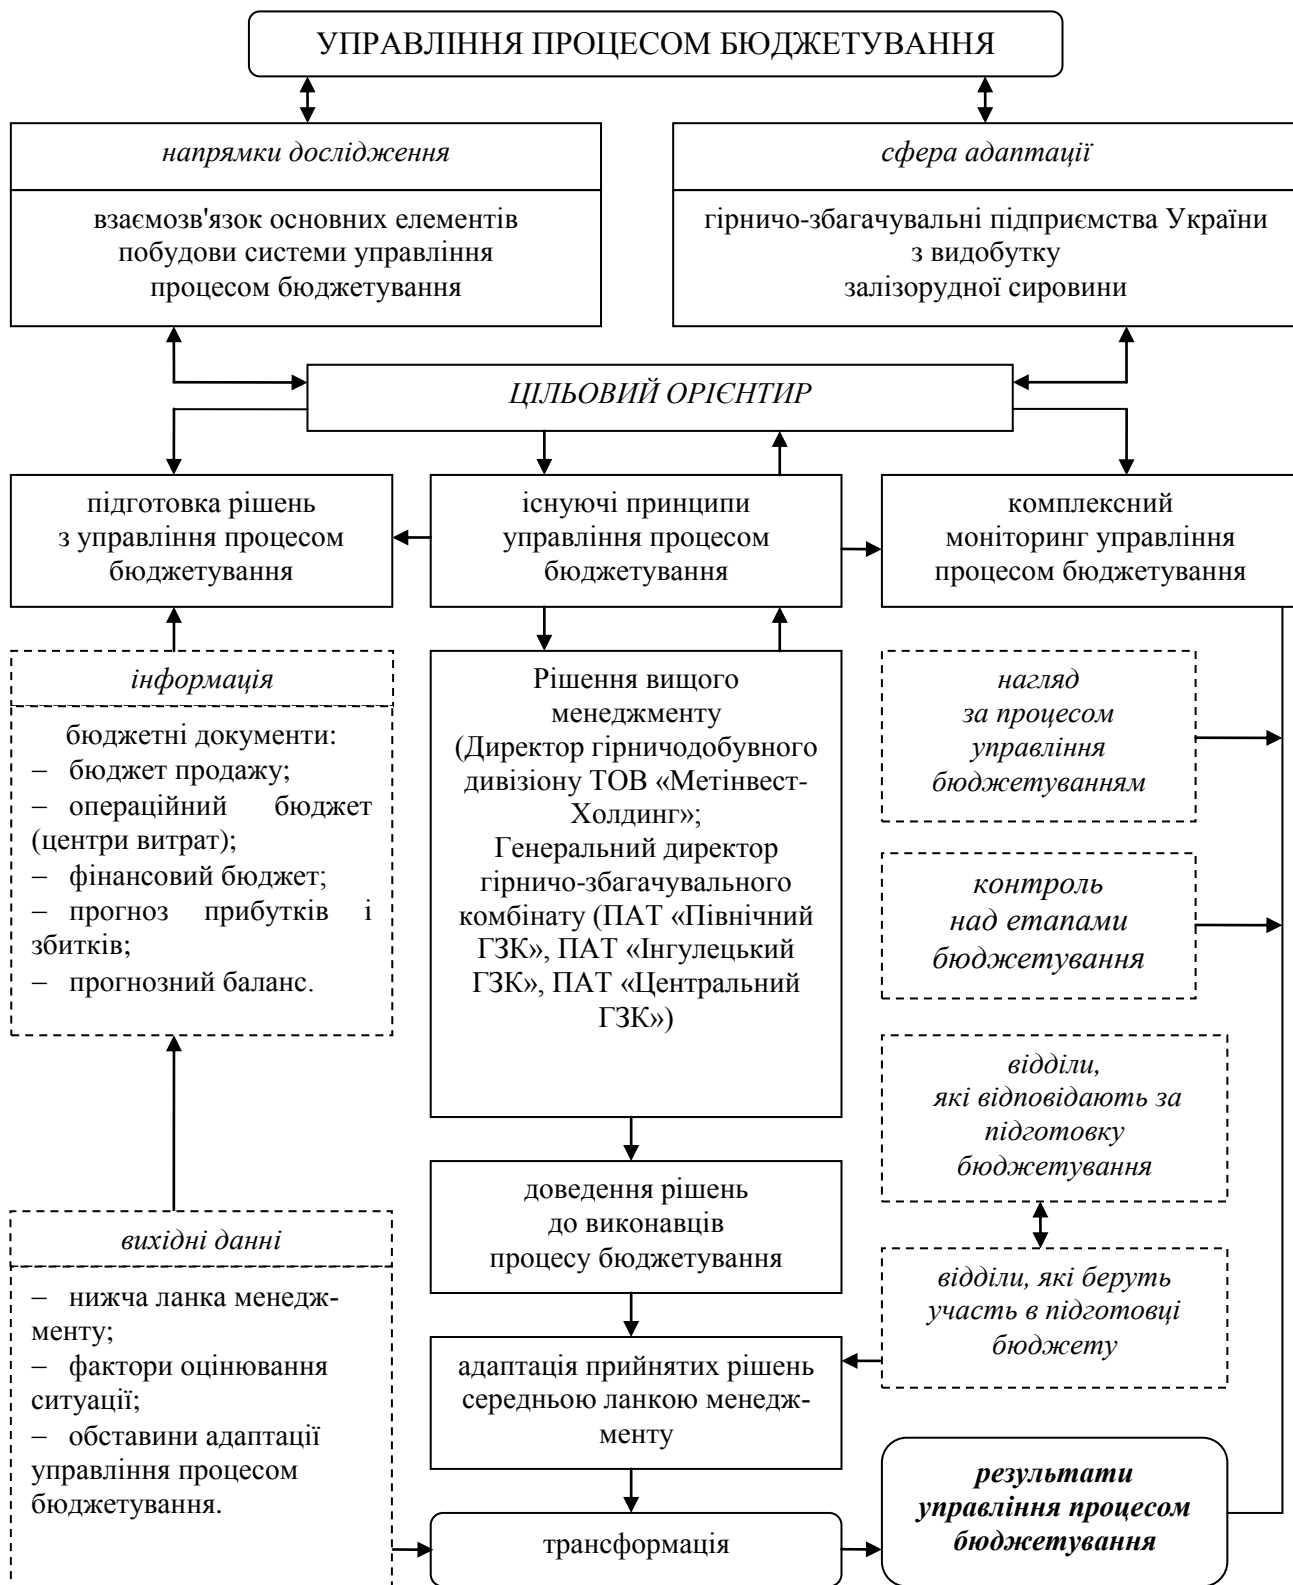 УПРАВЛІННЯ ПРОЦЕСОМ БЮДЖЕТУВАННЯ
напрямки дослідження
взаємозв'язок основних елементів
побудови системи управління
процесом бюджетування
сфера адаптації
гірничо-збагачувальні підприємства України
з видобутку
залізорудної сировини
ЦІЛЬОВИЙ ОРІЄНТИР
підготовка рішень
з управління процесом
бюджетування
існуючі принципи
управління процесом
бюджетування
комплексний
моніторинг управління
процесом бюджетування
інформація
бюджетні документи:
– бюджет продажу;
– операційний бюджет
(центри витрат);
– фінансовий бюджет;
– прогноз прибутків і
збитків;
– прогнозний баланс.
Рішення вищого
менеджменту
(Директор гірничодобувного
дивізіону ТОВ «Метінвест-
Холдинг»;
Генеральний директор
гірничо-збагачувального
комбінату (ПАТ «Північний
ГЗК», ПАТ «Інгулецький
ГЗК», ПАТ «Центральний
ГЗК»)
нагляд
за процесом
управління
бюджетуванням
контроль
над етапами
бюджетування
відділи,
які відповідають за
підготовку
бюджетування
доведення рішень
до виконавців
процесу бюджетування
вихідні данні
– нижча ланка менедж-
менту;
– фактори оцінювання
ситуації;
– обставини адаптації
управління процесом
бюджетування.
відділи, які беруть
участь в підготовці
бюджету
адаптація прийнятих рішень
середньою ланкою менедж-
менту
трансформація
результати
управління процесом
бюджетування